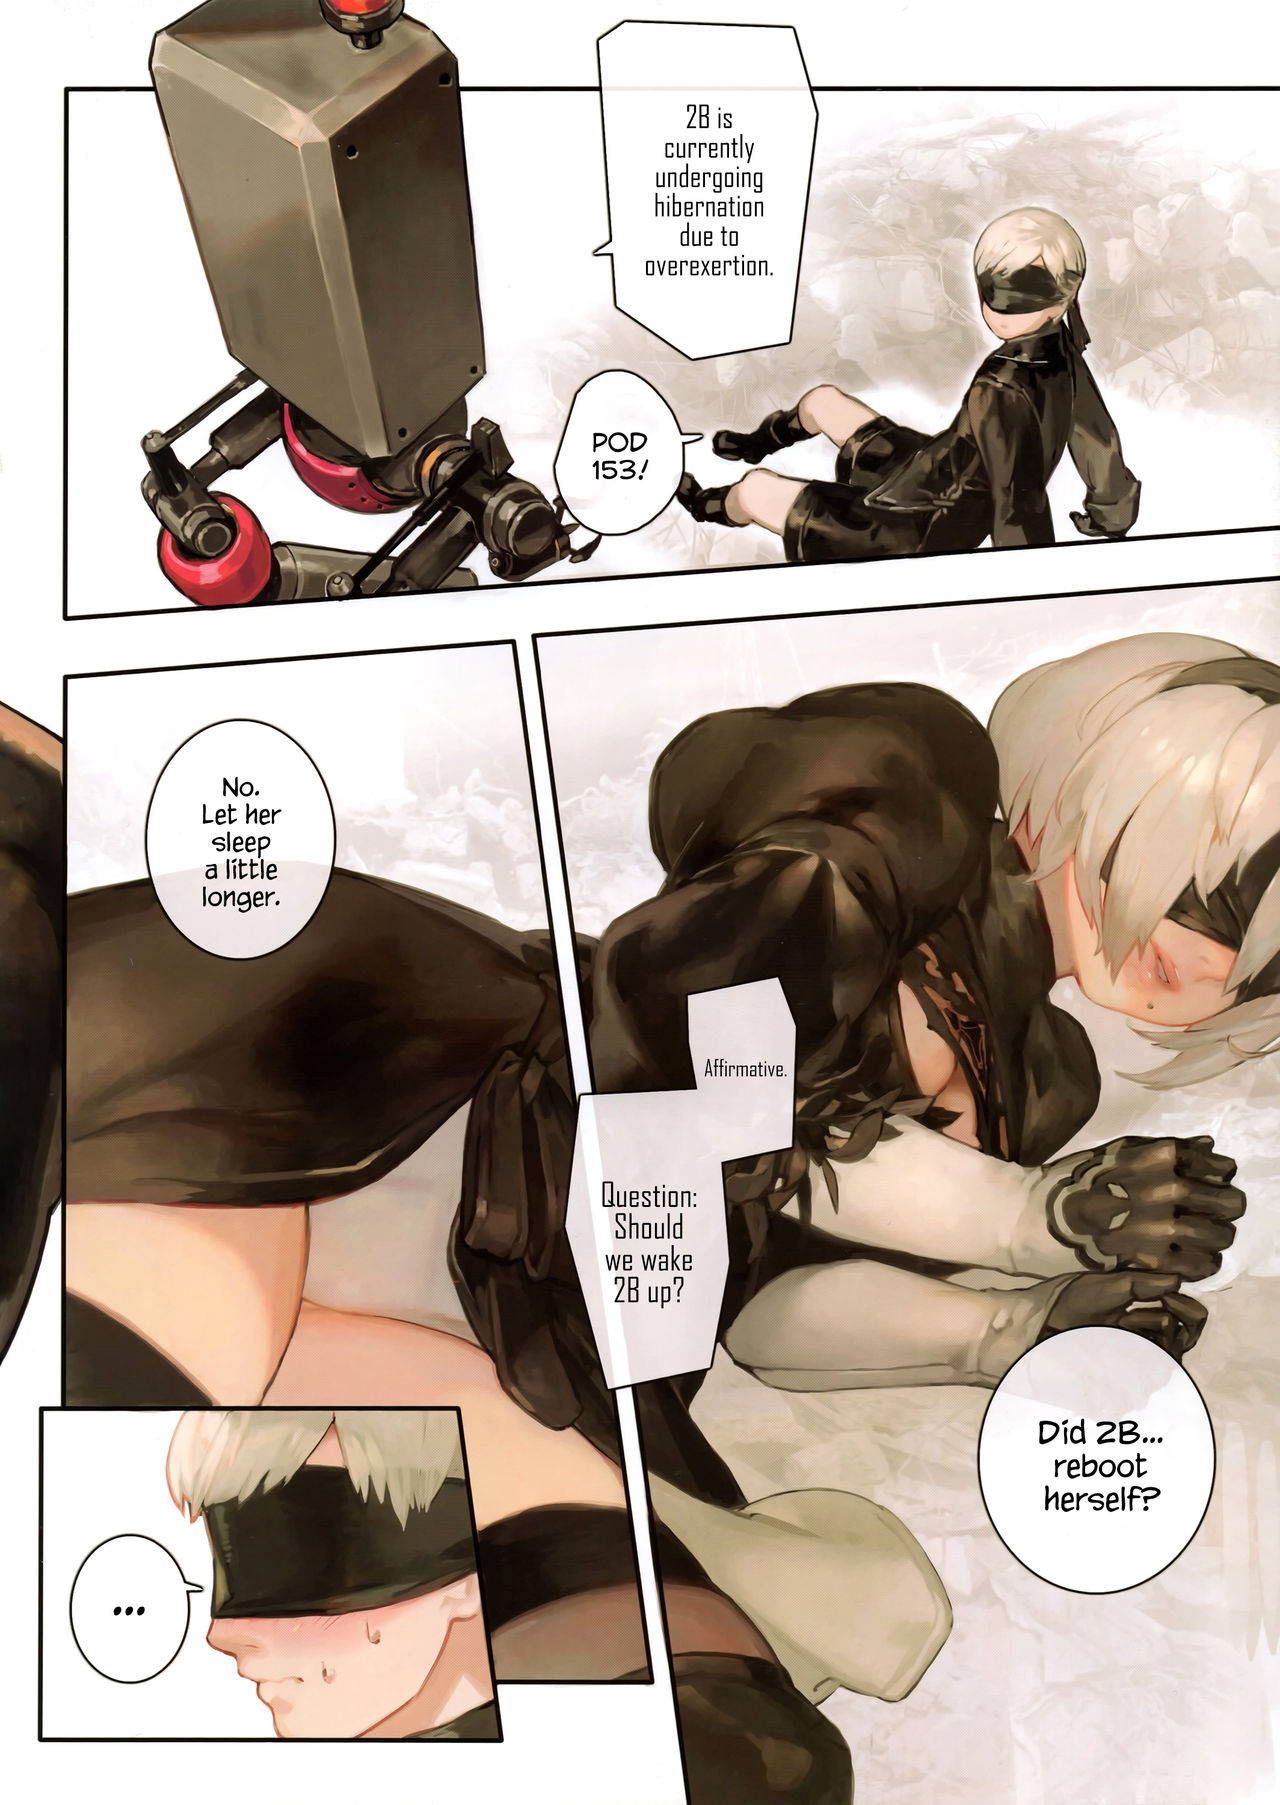 2B is
currently
undergoing
hibernation
due to
overexertion.
POD
153!
Did 2B...
reboot
herself?
Affirmative.
Question:
Should
we wake
2B up?
No.
Let her
sleep
a little
longer.
...